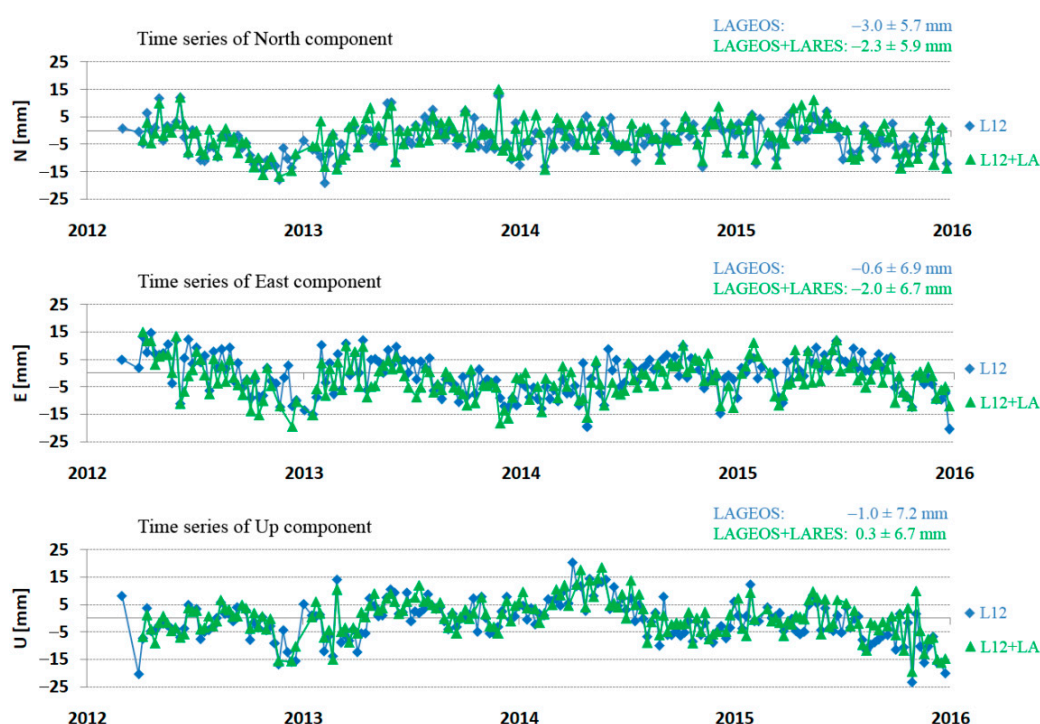 LAGEOS: −3.0 ± 5.7 mm
Time series of North component
LAGEOS+LARES: −2.3 ± 5.9 mm
25
15
5
−5
−15
−25
N [mm]
L12
L12+LA
2012 2013 2014 2015 2016
LAGEOS: −0.6 ± 6.9 mm
Time series of East component
LAGEOS+LARES: −2.0 ± 6.7 mm
25
15
5
−5
−15
−25
E [mm]
L12
L12+LA
2012 2013 2014 2015 2016
LAGEOS: −1.0 ± 7.2 mm
Time series of Up component
LAGEOS+LARES: 0.3 ± 6.7 mm
25
15
5
−5
−15
−25
U [mm]
L12
L12+LA
2012 2013 2014 2015 2016